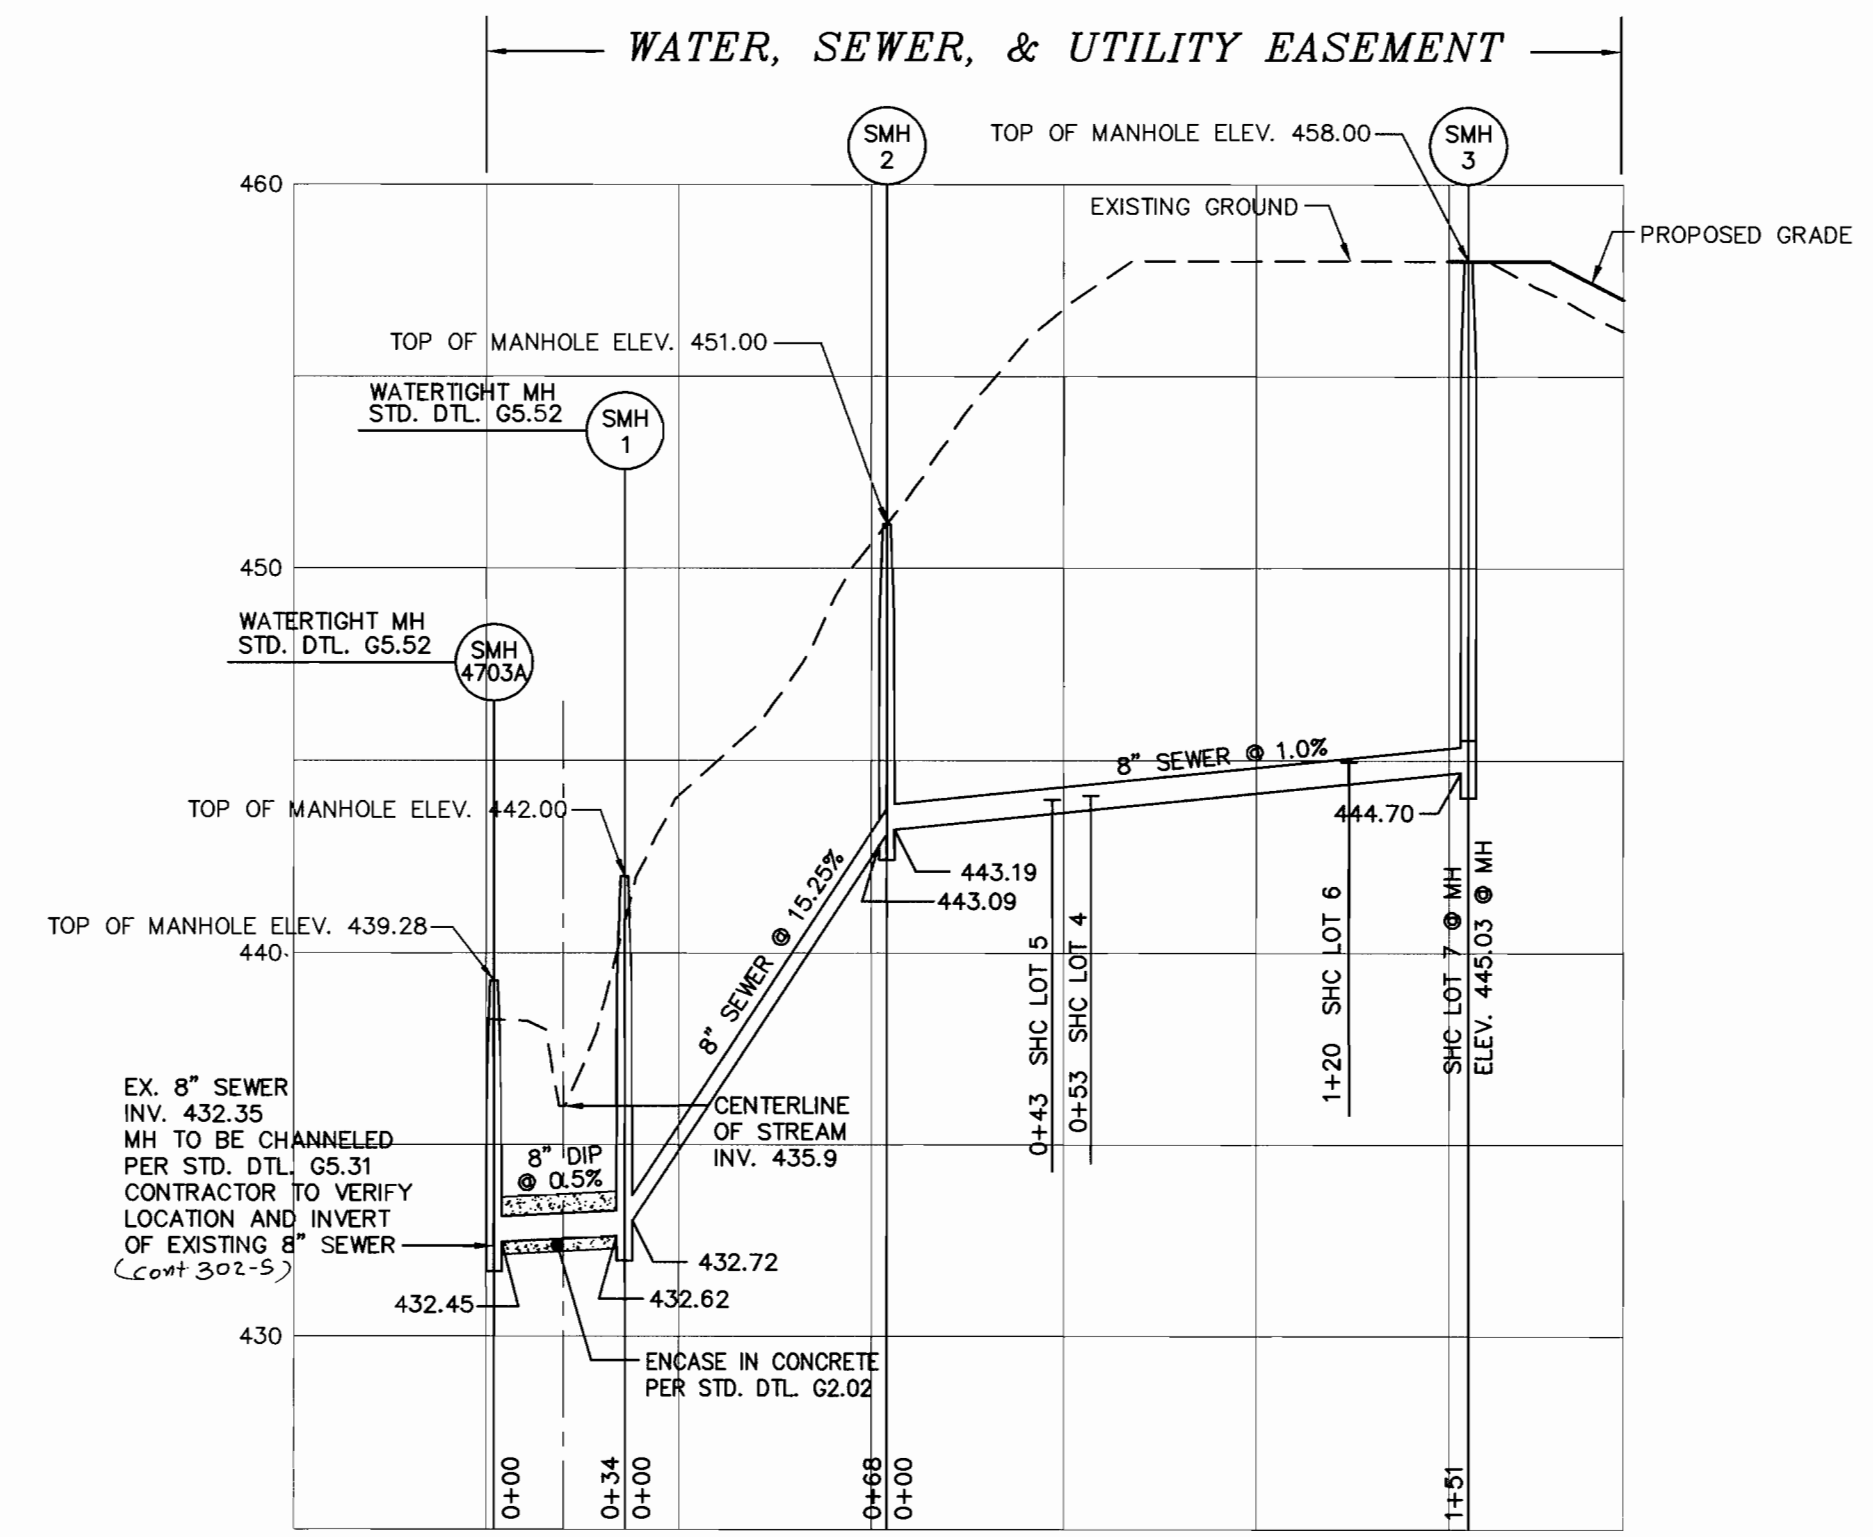 WATER, SEWER, & UTILITY EASEMENT
SMH
2
TOP OF MANHOLE ELEV. 458.00
SMH
3
460
EXISTING GROUND
PROPOSED GRADE
TOP OF MANHOLE ELEV. 451.00
WATERTIGHT MH
STD. DTL. G5.52
SMH
1
450
WATERTIGHT MH
STD. DTL. G5.52
SMH
4703A
8" SEWER @ 1.0%
TOP OF MANHOLE ELEV. 442.00
444.70
443.19
443.09
8" SEWER @ 15.25%
TOP OF MANHOLE ELEV. 439.28
440
0+43 SHC LOT 5
0+53 SHC LOT 4
1+20 SHC LOT 6
SHC LOT 7 @ MH
ELEV. 445.03 @ MH
EX. 8" SEWER
INV. 432.35
MH TO BE CHANNELED
PER STD. DTL. G5.31
CONTRACTOR TO VERIFY
LOCATION AND INVERT
OF EXISTING 8" SEWER
(Cont 302-S)
CENTERLINE
OF STREAM
INV. 435.9
8" DIP
@ 0.5%
432.72
432.62
432.45
430
ENCASE IN CONCRETE
PER STD. DTL. G2.02
0+00
0+34
0+00
0+68
0+00
1+51